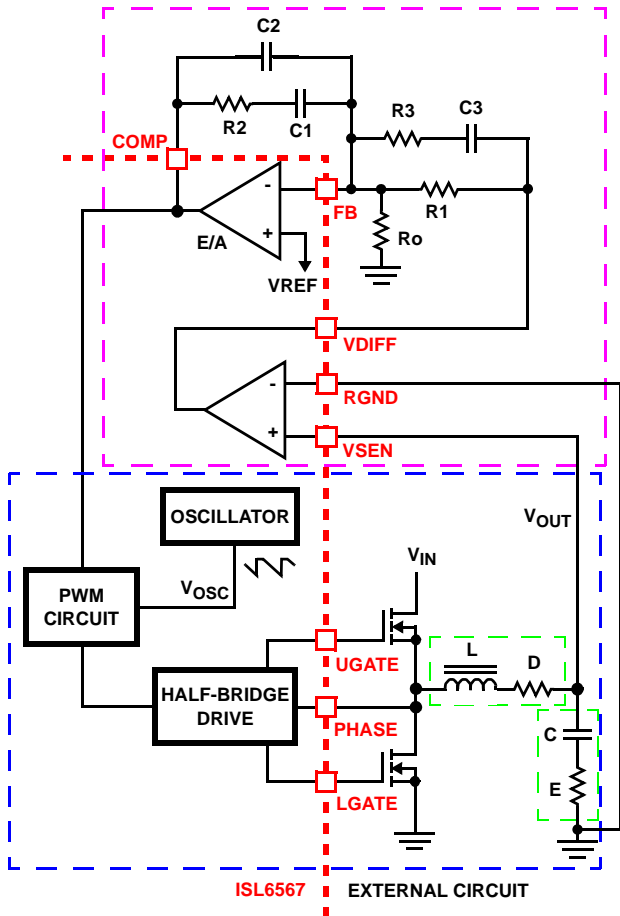 C2
R2
C1
R3
C3
COMP
-
+
E/A
FB
R1
Ro
VREF
VDIFF
-
RGND
+
VSEN
VOUT
OSCILLATOR
VIN
PWM
CIRCUIT
VOSC
UGATE
L
D
HALF-BRIDGE
DRIVE
PHASE
C
E
LGATE
ISL6567
EXTERNAL CIRCUIT